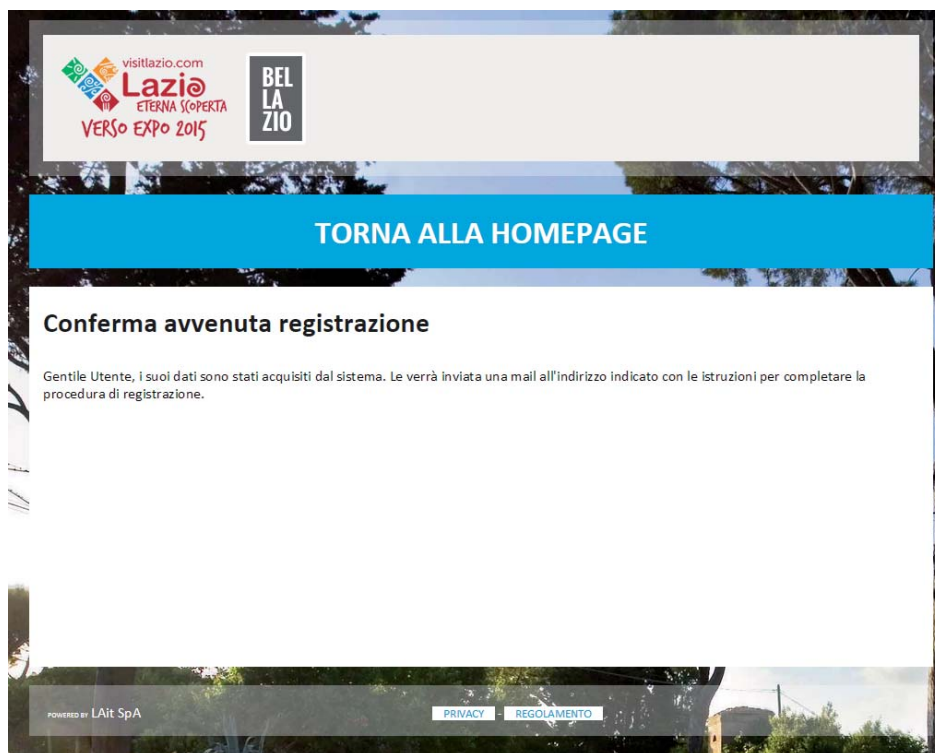 visitlazio.com
Lazio
ETERNA SCOPERTA
VERSO EXPO 2015
BEL
LA
ZIO
TORNA ALLA HOMEPAGE
Conferma avvenuta registrazione
Gentile Utente, i suoi dati sono stati acquisiti dal sistema. Le verrà inviata una mail all'indirizzo indicato con le istruzioni per completare la
procedura di registrazione.
POWERED BY LAit SpA
PRIVACY - REGOLAMENTO